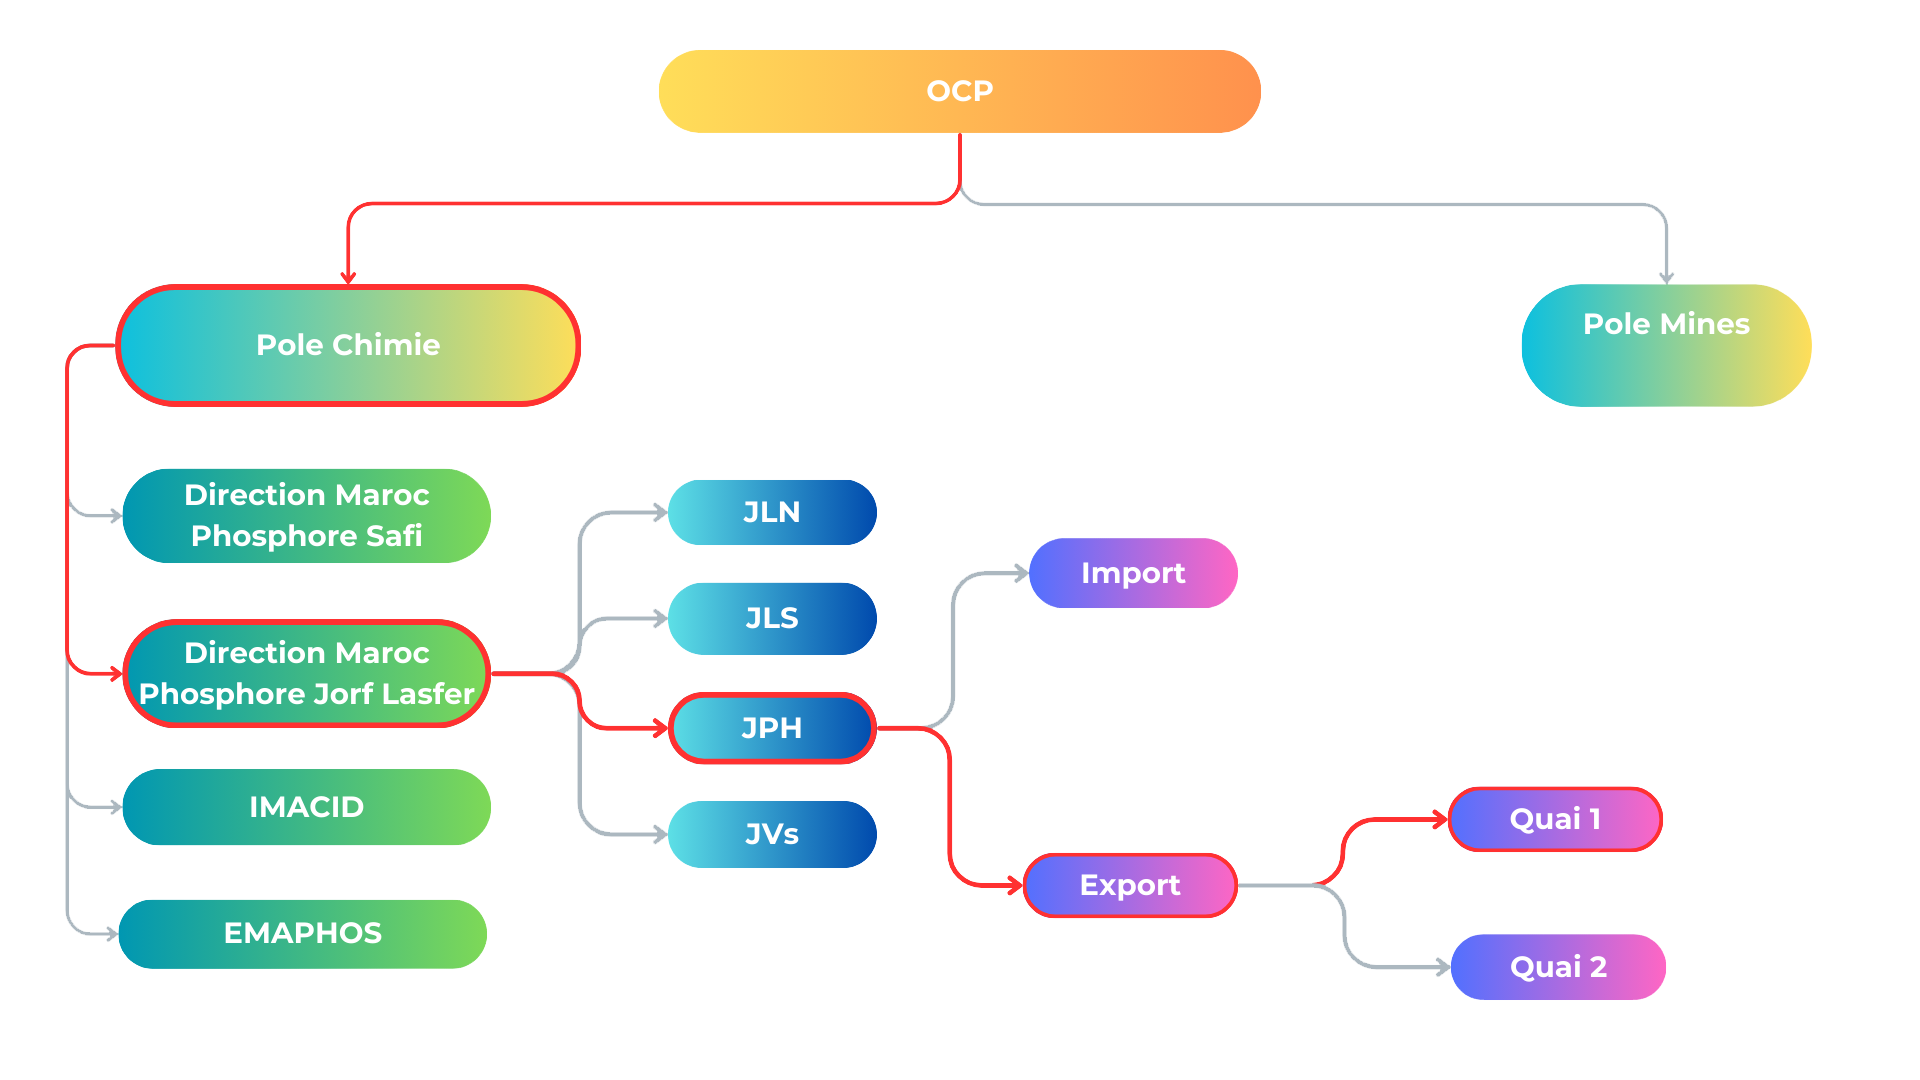 OCP
Pole Chimie
Pole Mines
Direction Maroc
Phosphore Safi
Direction Maroc
Phosphore Jorf Lasfer
IMACID
EMAPHOS
JLN
JLS
JPH
JVs
Import
Export
Quai 1
Quai 2